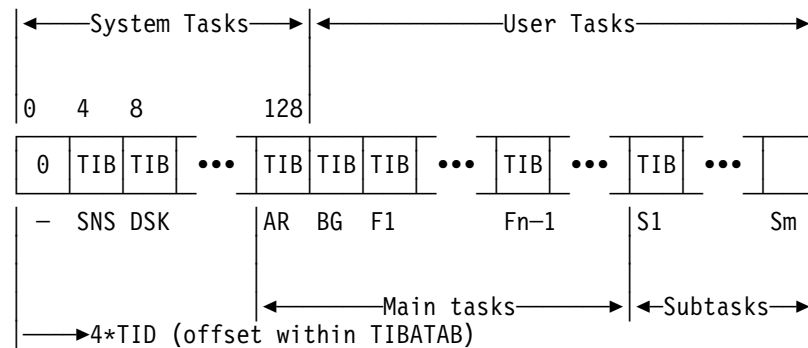 System Tasks User Tasks
0 4 8 128
0 TIB TIB ••• TIB TIB TIB ••• TIB ••• TIB •••
– SNS DSK AR BG F1 Fn–1 S1 Sm
Main tasks Subtasks
4*TID (offset within TIBATAB)